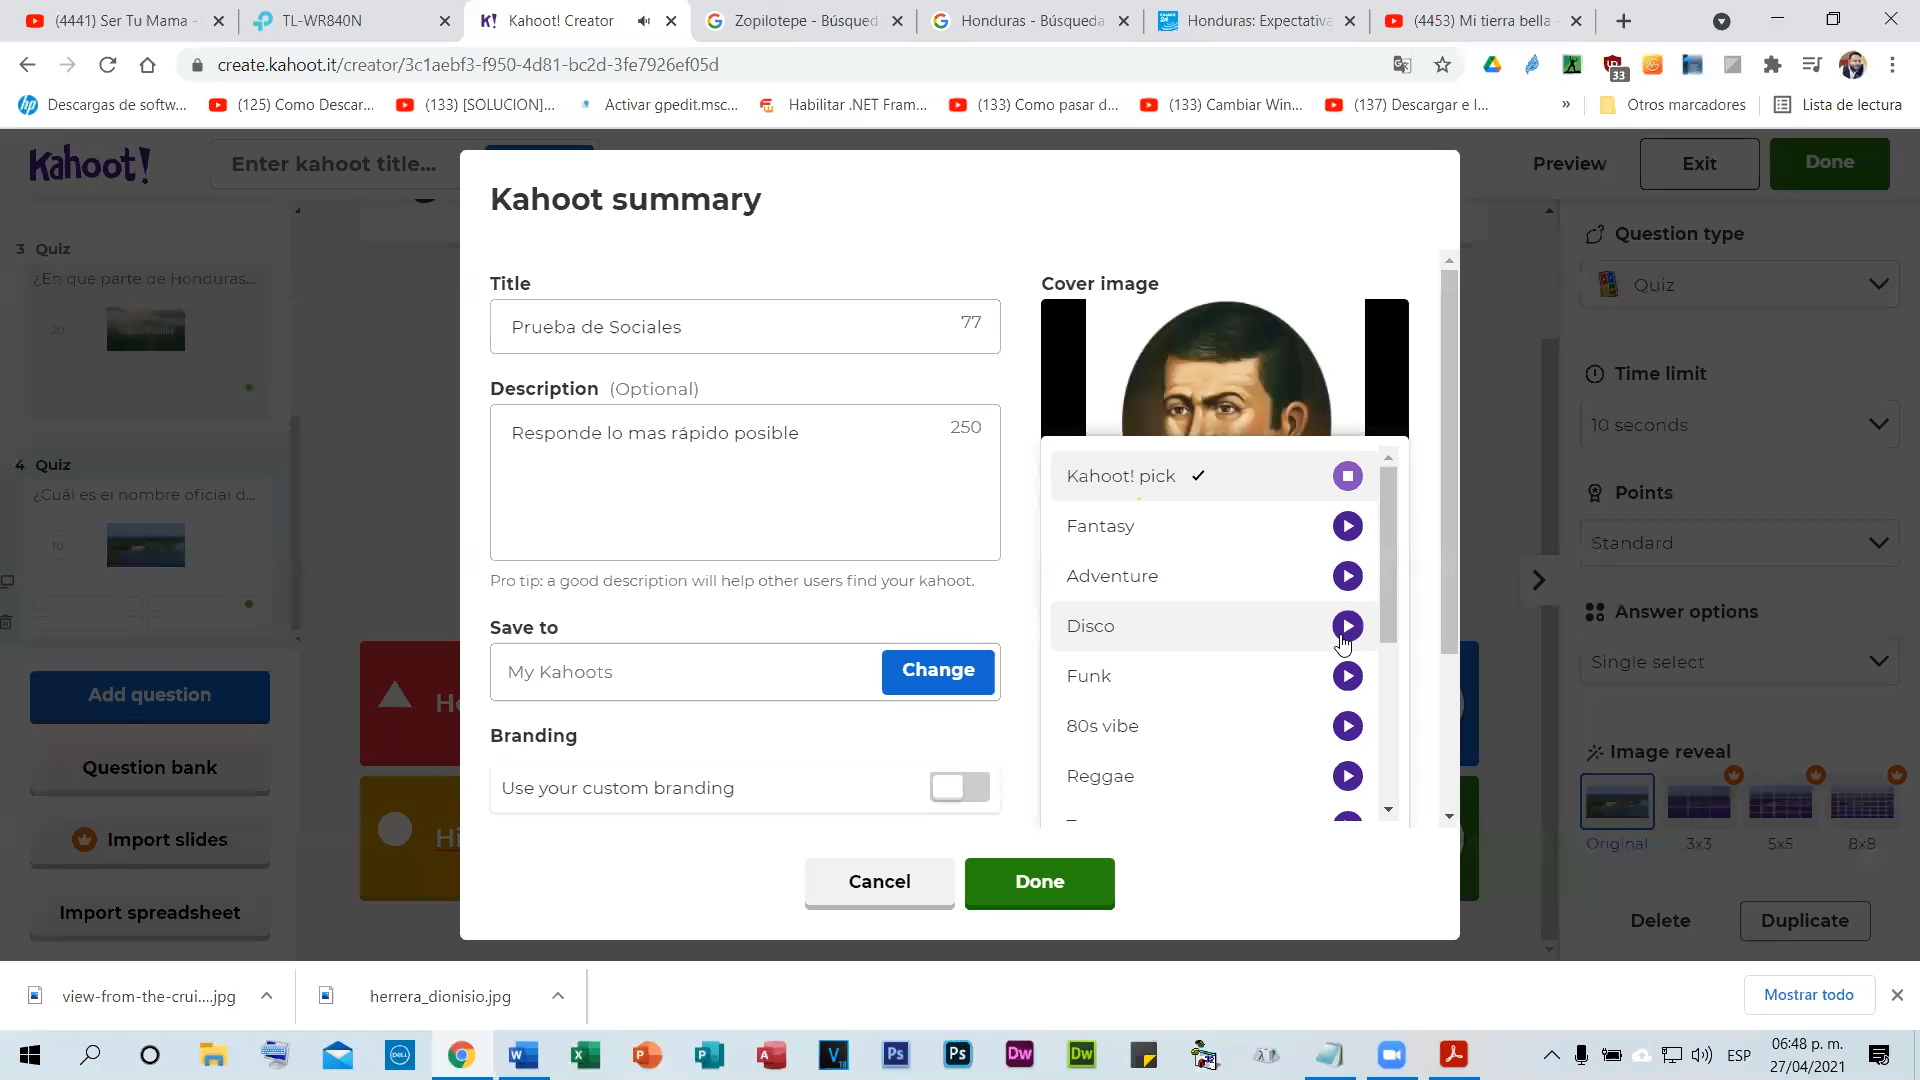 (4441) Ser Tu Mama -
TL-WR840N
Kahoot! Creator
Zopilotepe - Búsqued
Honduras - Búsqueda
Honduras: Expectativa
(4453) Mi tierra bella -
create.kahoot.it/creator/3c1aebf3-f950-4d81-bc2d-3fe7926ef05d
33
Descargas de softw...
(125) Como Descar...
(133) [SOLUCION]...
Activar gpedit.msc...
Habilitar .NET Fram...
(133) Como pasar d...
(133) Cambiar Win...
(137) Descargar e I...
»
Otros marcadores
Lista de lectura
Kahoot!
Enter kahoot title...
Preview
Exit
Done
3 Quiz
¿En que parte de Honduras...
20
4 Quiz
¿Cuál es el nombre oficial d...
10
Add question
Question bank
Import slides
Import spreadsheet
Kahoot summary
Title
Prueba de Sociales
77
Description (Optional)
Responde lo mas rápido posible
250
Pro tip: a good description will help other users find your kahoot.
Save to
My Kahoots
Change
Branding
Use your custom branding
Cover image
Kahoot! pick
Fantasy
Adventure
Disco
Funk
80s vibe
Reggae
Cancel
Done
Question type
Quiz
Time limit
10 seconds
Points
Standard
Answer options
Single select
Image reveal
Original
3x3
5x5
8x8
Delete
Duplicate
view-from-the-crui....jpg
herrera_dionisio.jpg
Mostrar todo
ESP
06:48 p. m.
27/04/2021